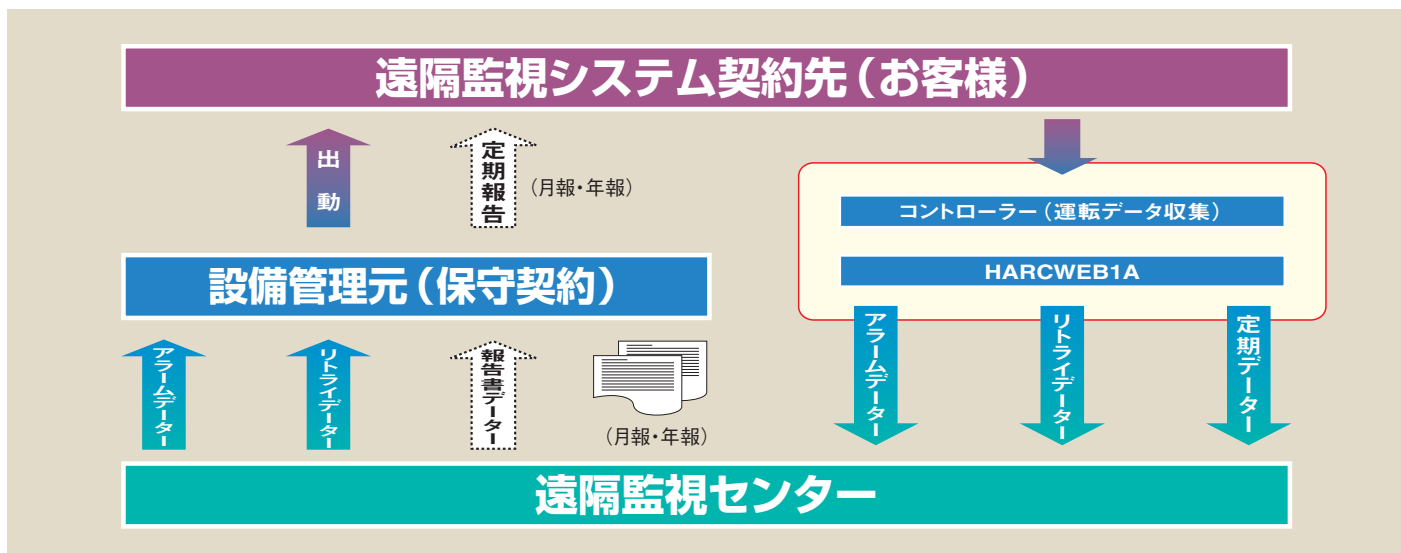 遠隔監視システム契約先（お客様）
出動
定期報告
（月報・年報）
コントローラー（運転データ収集）
HARCWEB1A
設備管理元（保守契約）
アラームデーター
リトライデーター
報告書データー
（月報・年報）
アラームデーター
リトライデーター
定期データー
遠隔監視センター